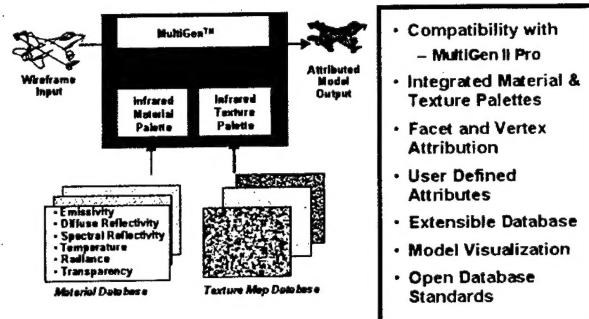 MultiGen™
Wireframe
Input
Attributed
Model
Output
Infrared
Material
Palette
Infrared
Texture
Palette
• Emissivity
• Diffuse Reflectivity
• Spectral Reflectivity
• Temperature
• Radiance
• Transparency
Material Database
Texture Map Database
• Compatibility with
– MultiGen II Pro
• Integrated Material &
Texture Palettes
• Facet and Vertex
Attribution
• User Defined
Attributes
• Extensible Database
• Model Visualization
• Open Database
Standards